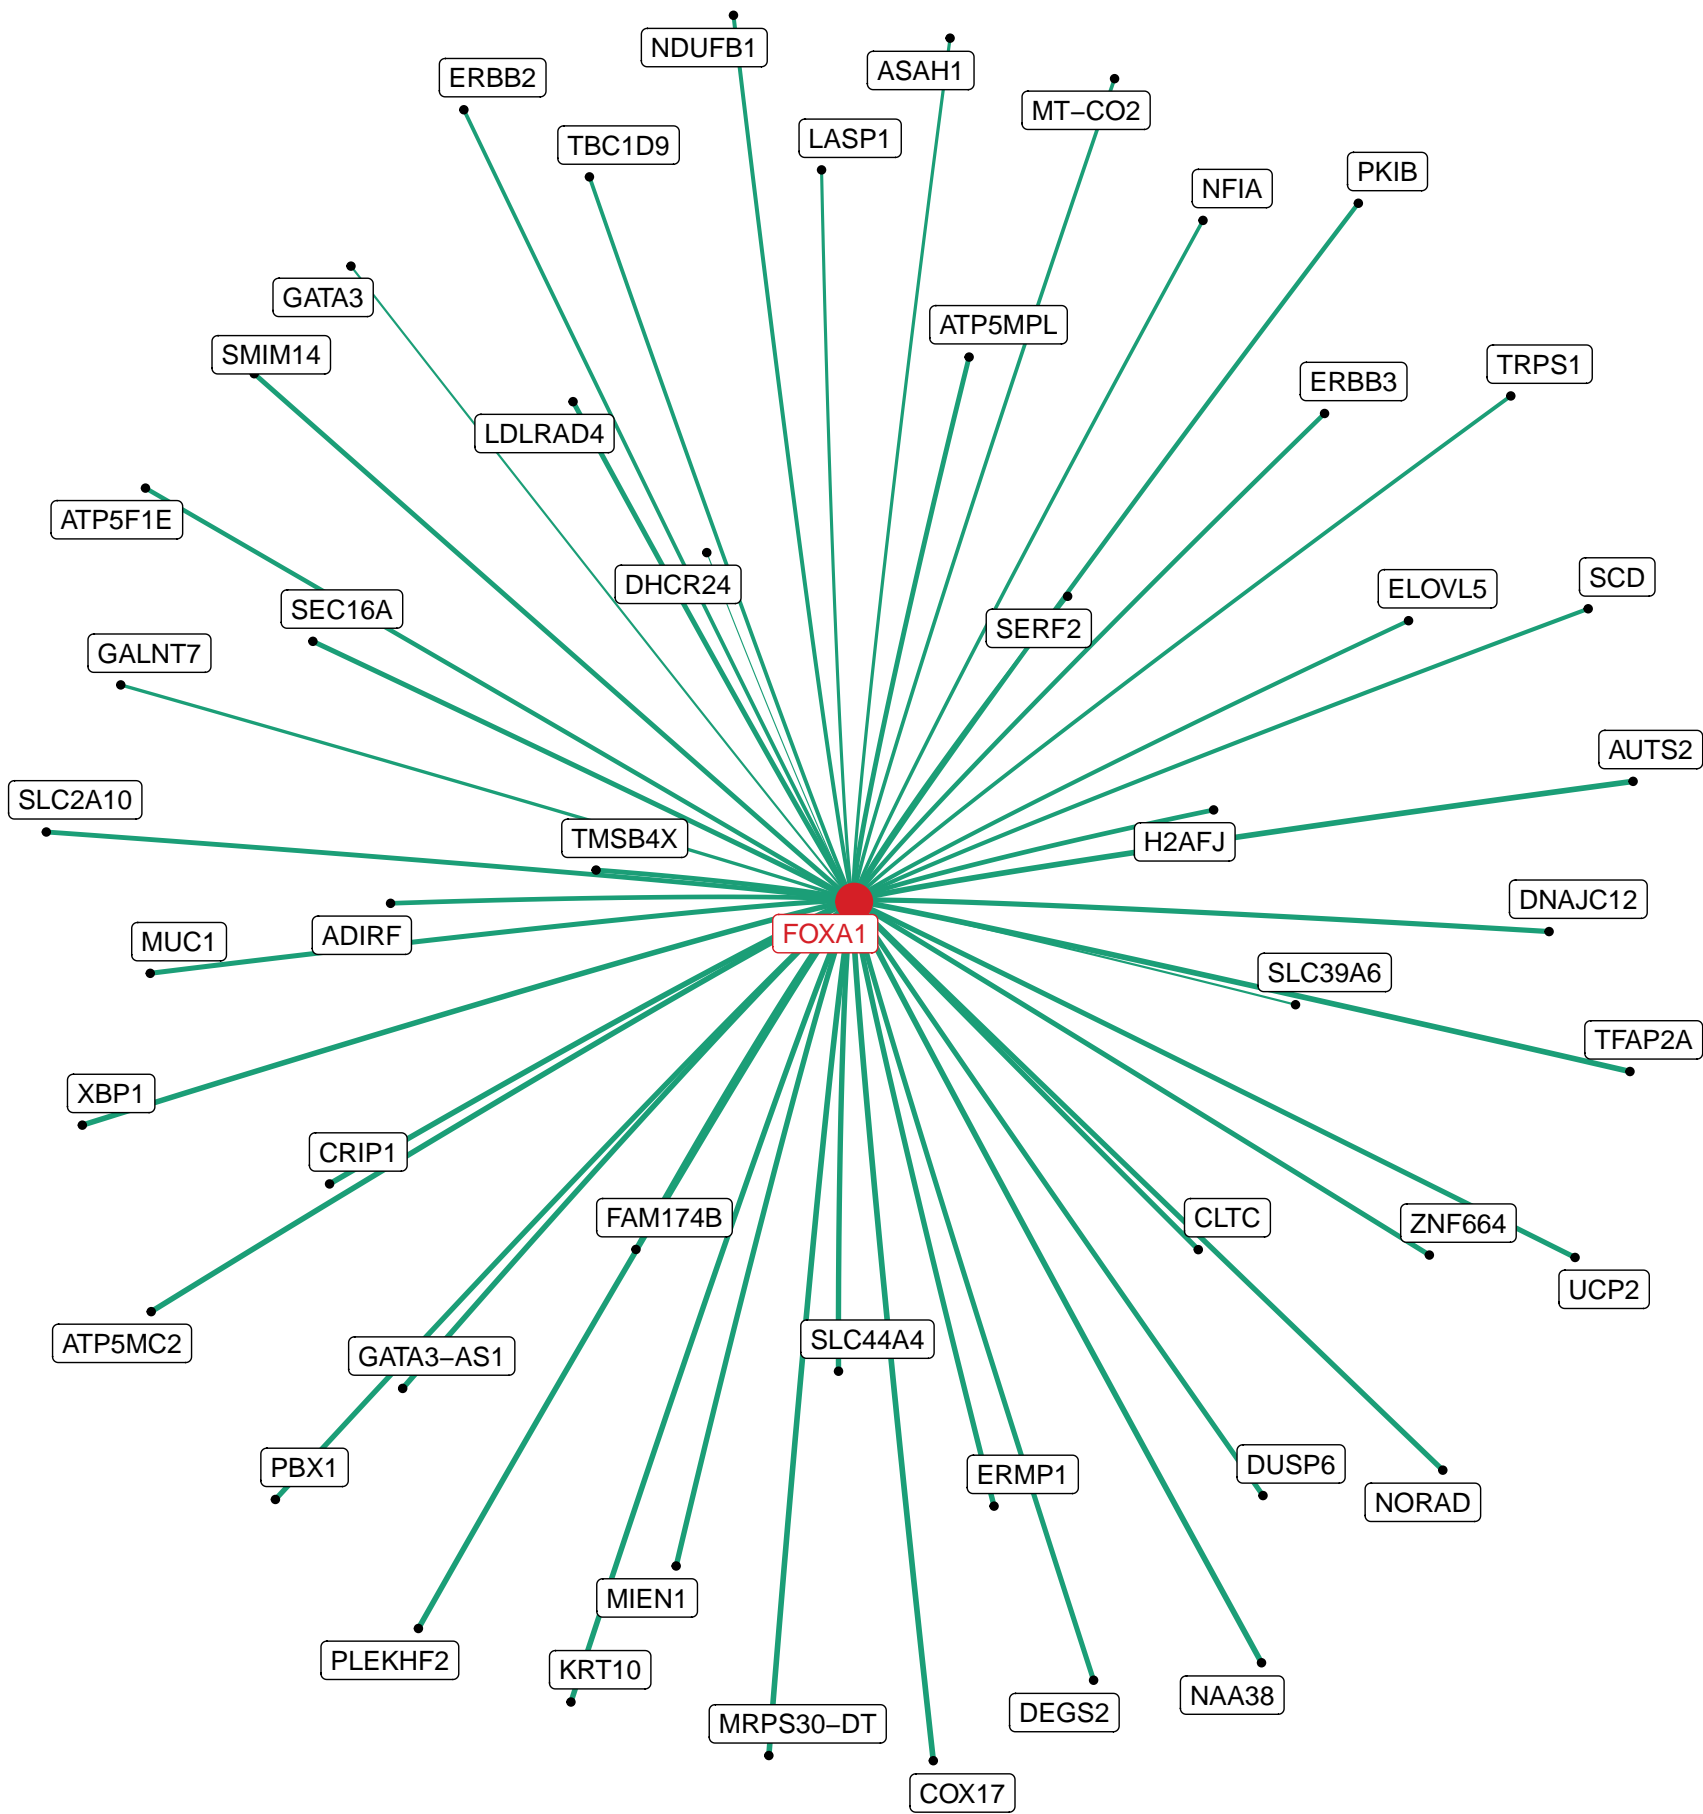 NDUFB1
ASAH1
ERBB2
MT−CO2
LASP1
TBC1D9
PKIB
NFIA
GATA3
ATP5MPL
SMIM14
TRPS1
ERBB3
LDLRAD4
ATP5F1E
SCD
DHCR24
ELOVL5
SEC16A
SERF2
GALNT7
AUTS2
SLC2A10
TMSB4X
H2AFJ
DNAJC12
FOXA1
ADIRF
MUC1
SLC39A6
TFAP2A
XBP1
CRIP1
FAM174B
CLTC
ZNF664
UCP2
SLC44A4
ATP5MC2
GATA3−AS1
DUSP6
PBX1
ERMP1
NORAD
MIEN1
PLEKHF2
KRT10
NAA38
DEGS2
MRPS30−DT
COX17